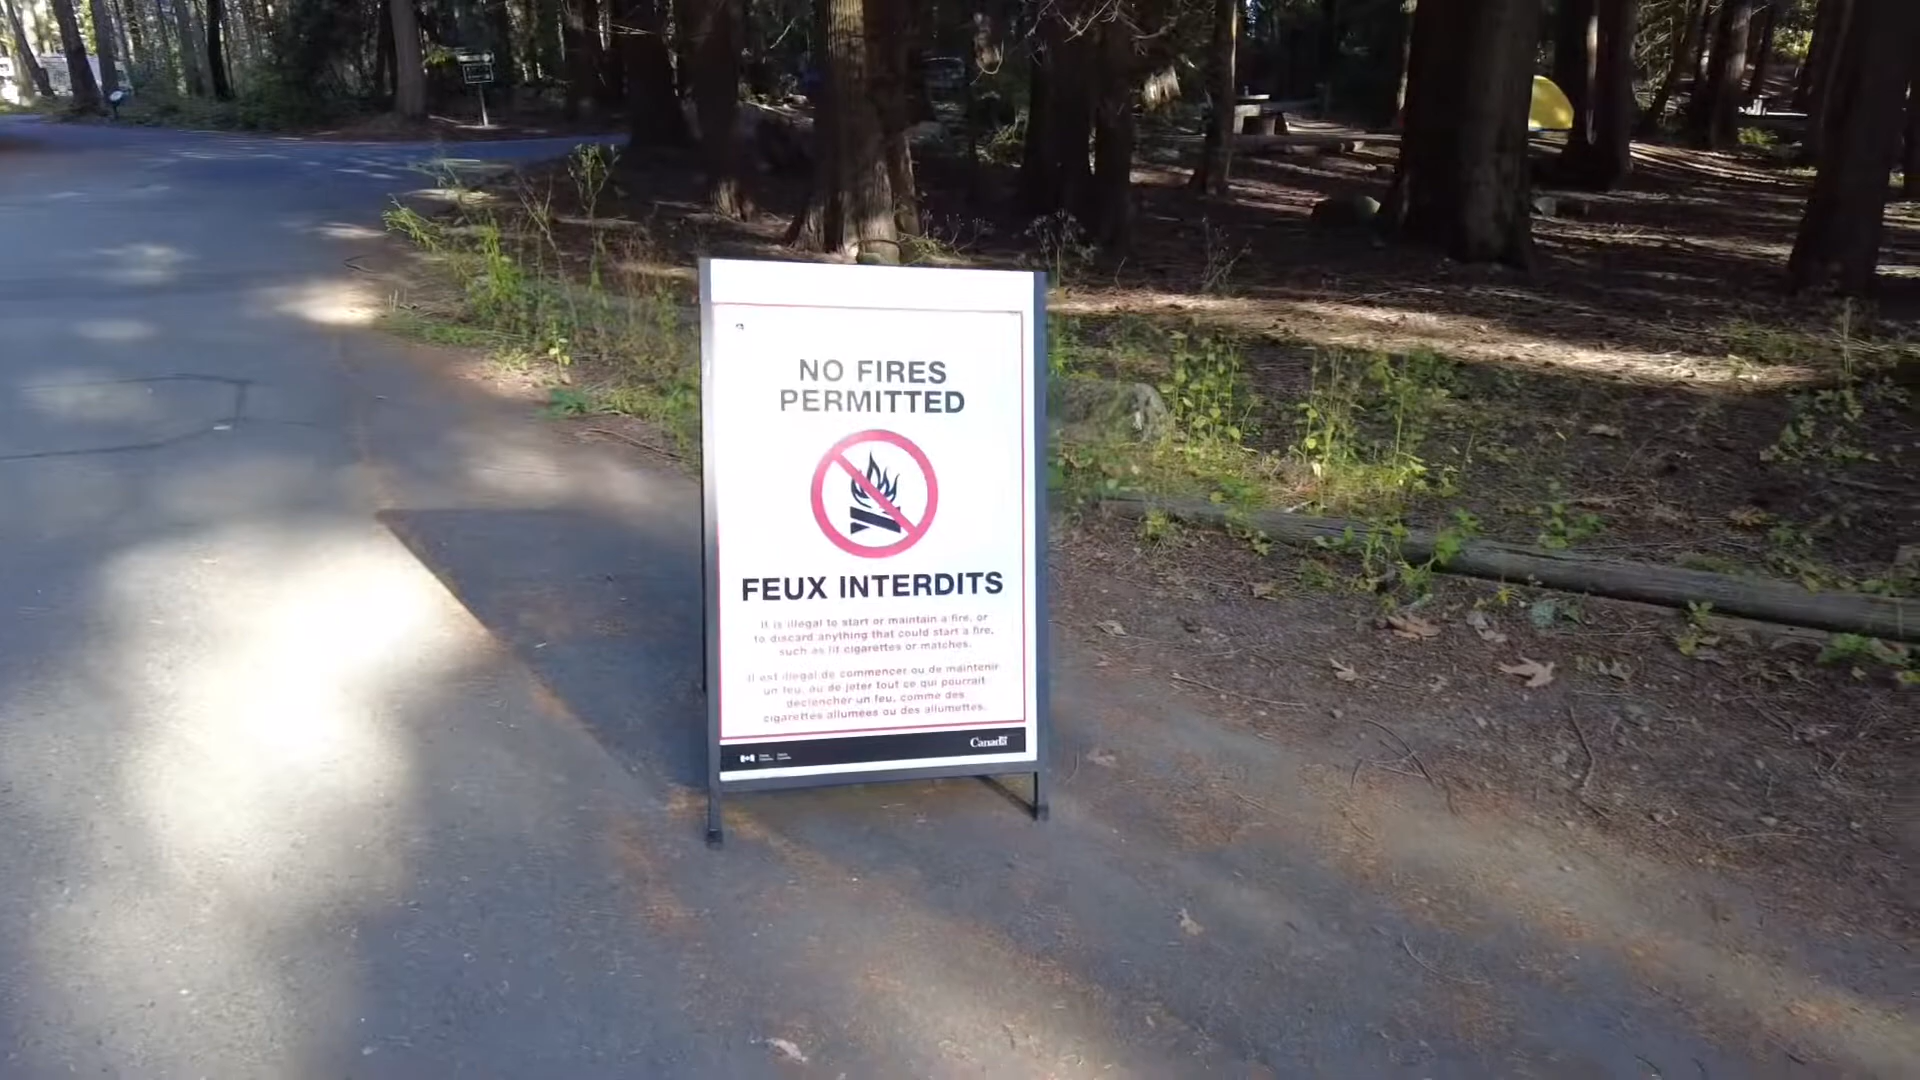 NO FIRES
PERMITTED
FEUX INTERDITS
It is illegal to start or maintain a fire, or
to discard anything that could start a fire,
such as lit cigarettes or matches.
Il est illégal de commencer ou de maintenir
un feu, ou de jeter tout ce qui pourrait
déclencher un feu, comme des
cigarettes allumées ou des allumettes.
Canada